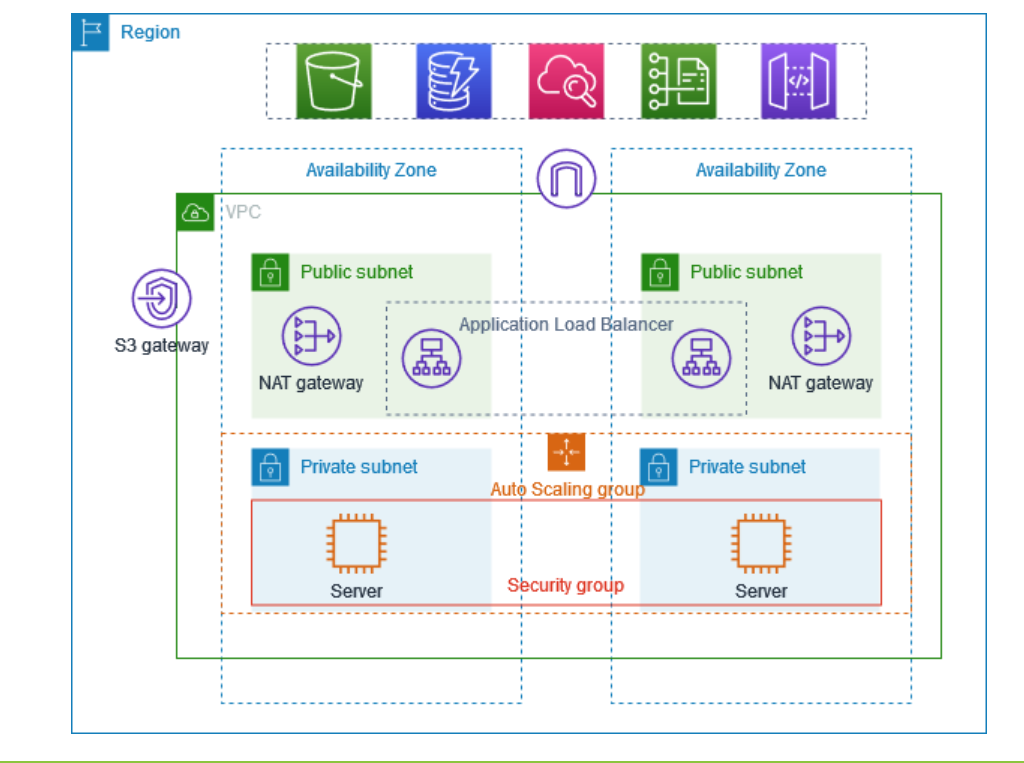 Region
Availability Zone
Availability Zone
VPC
Public subnet
Public subnet
Application Load Balancer
S3 gateway
NAT gateway
NAT gateway
Private subnet
Private subnet
Auto Scaling group
Security group
Server
Server